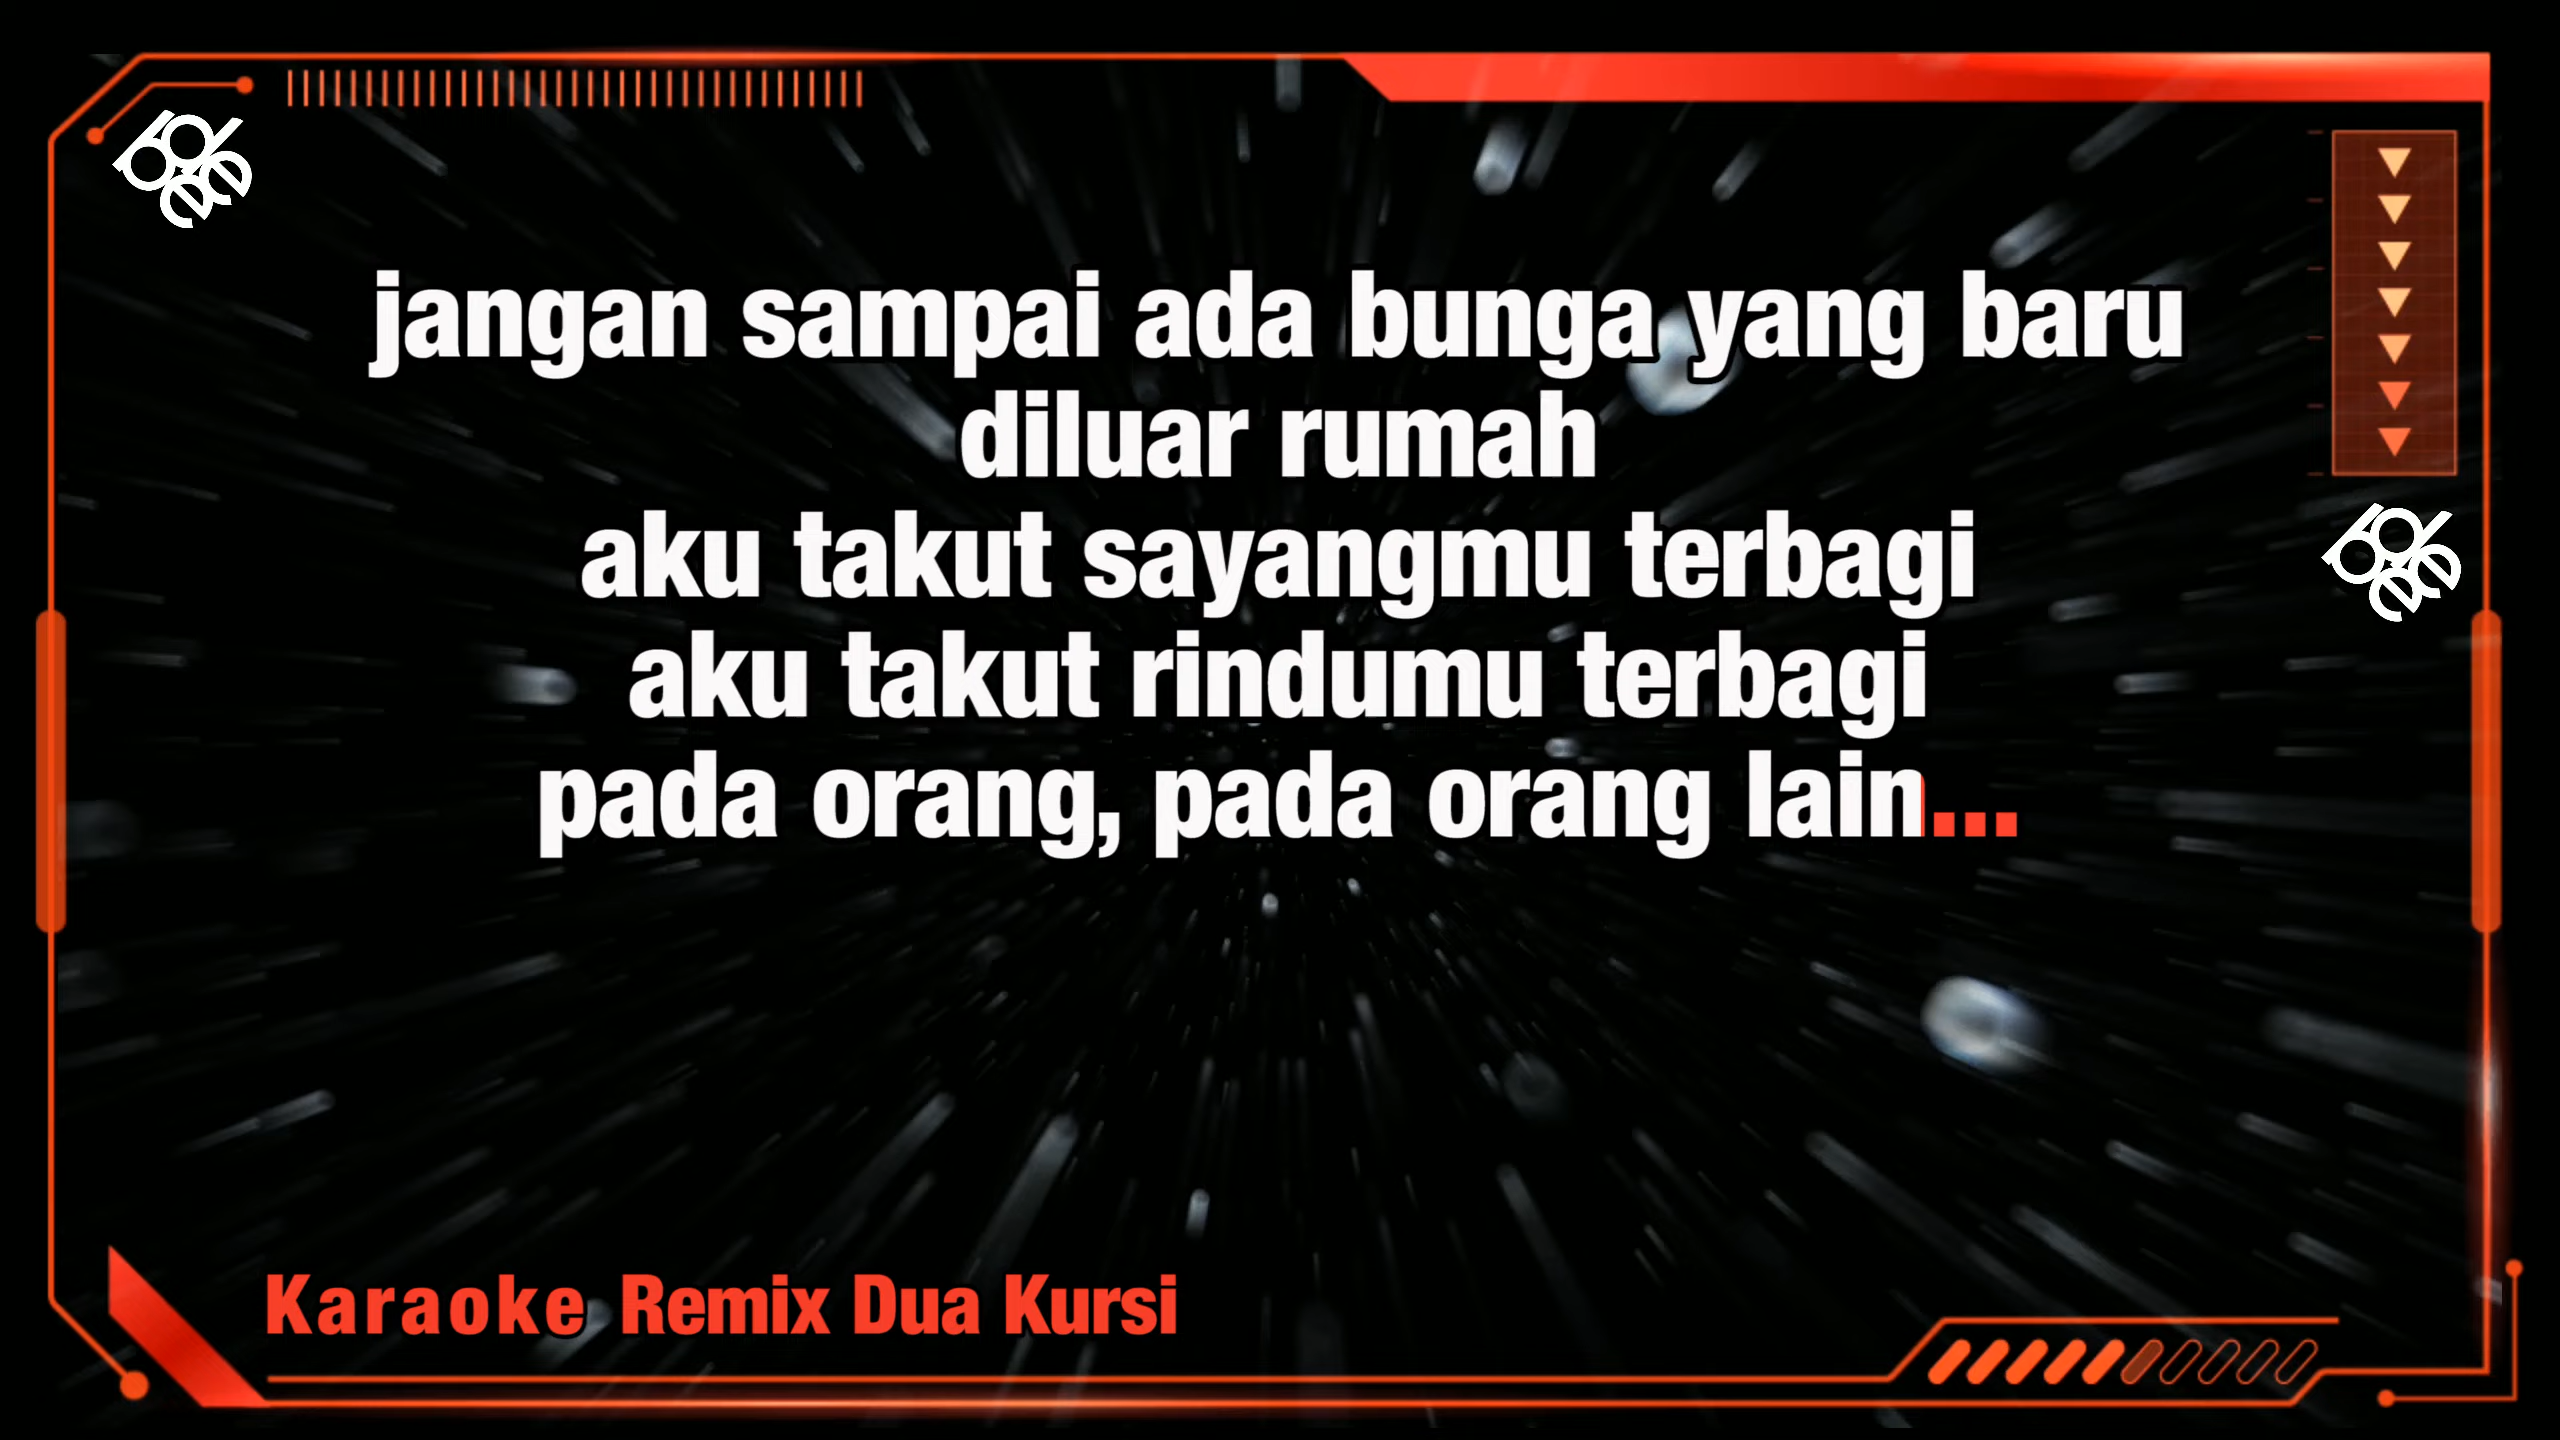 jangan sampai ada bunga yang baru
diluar rumah
aku takut sayangmu terbagi
aku takut rindumu terbagi
pada orang, pada orang lain...
Karaoke Remix Dua Kursi